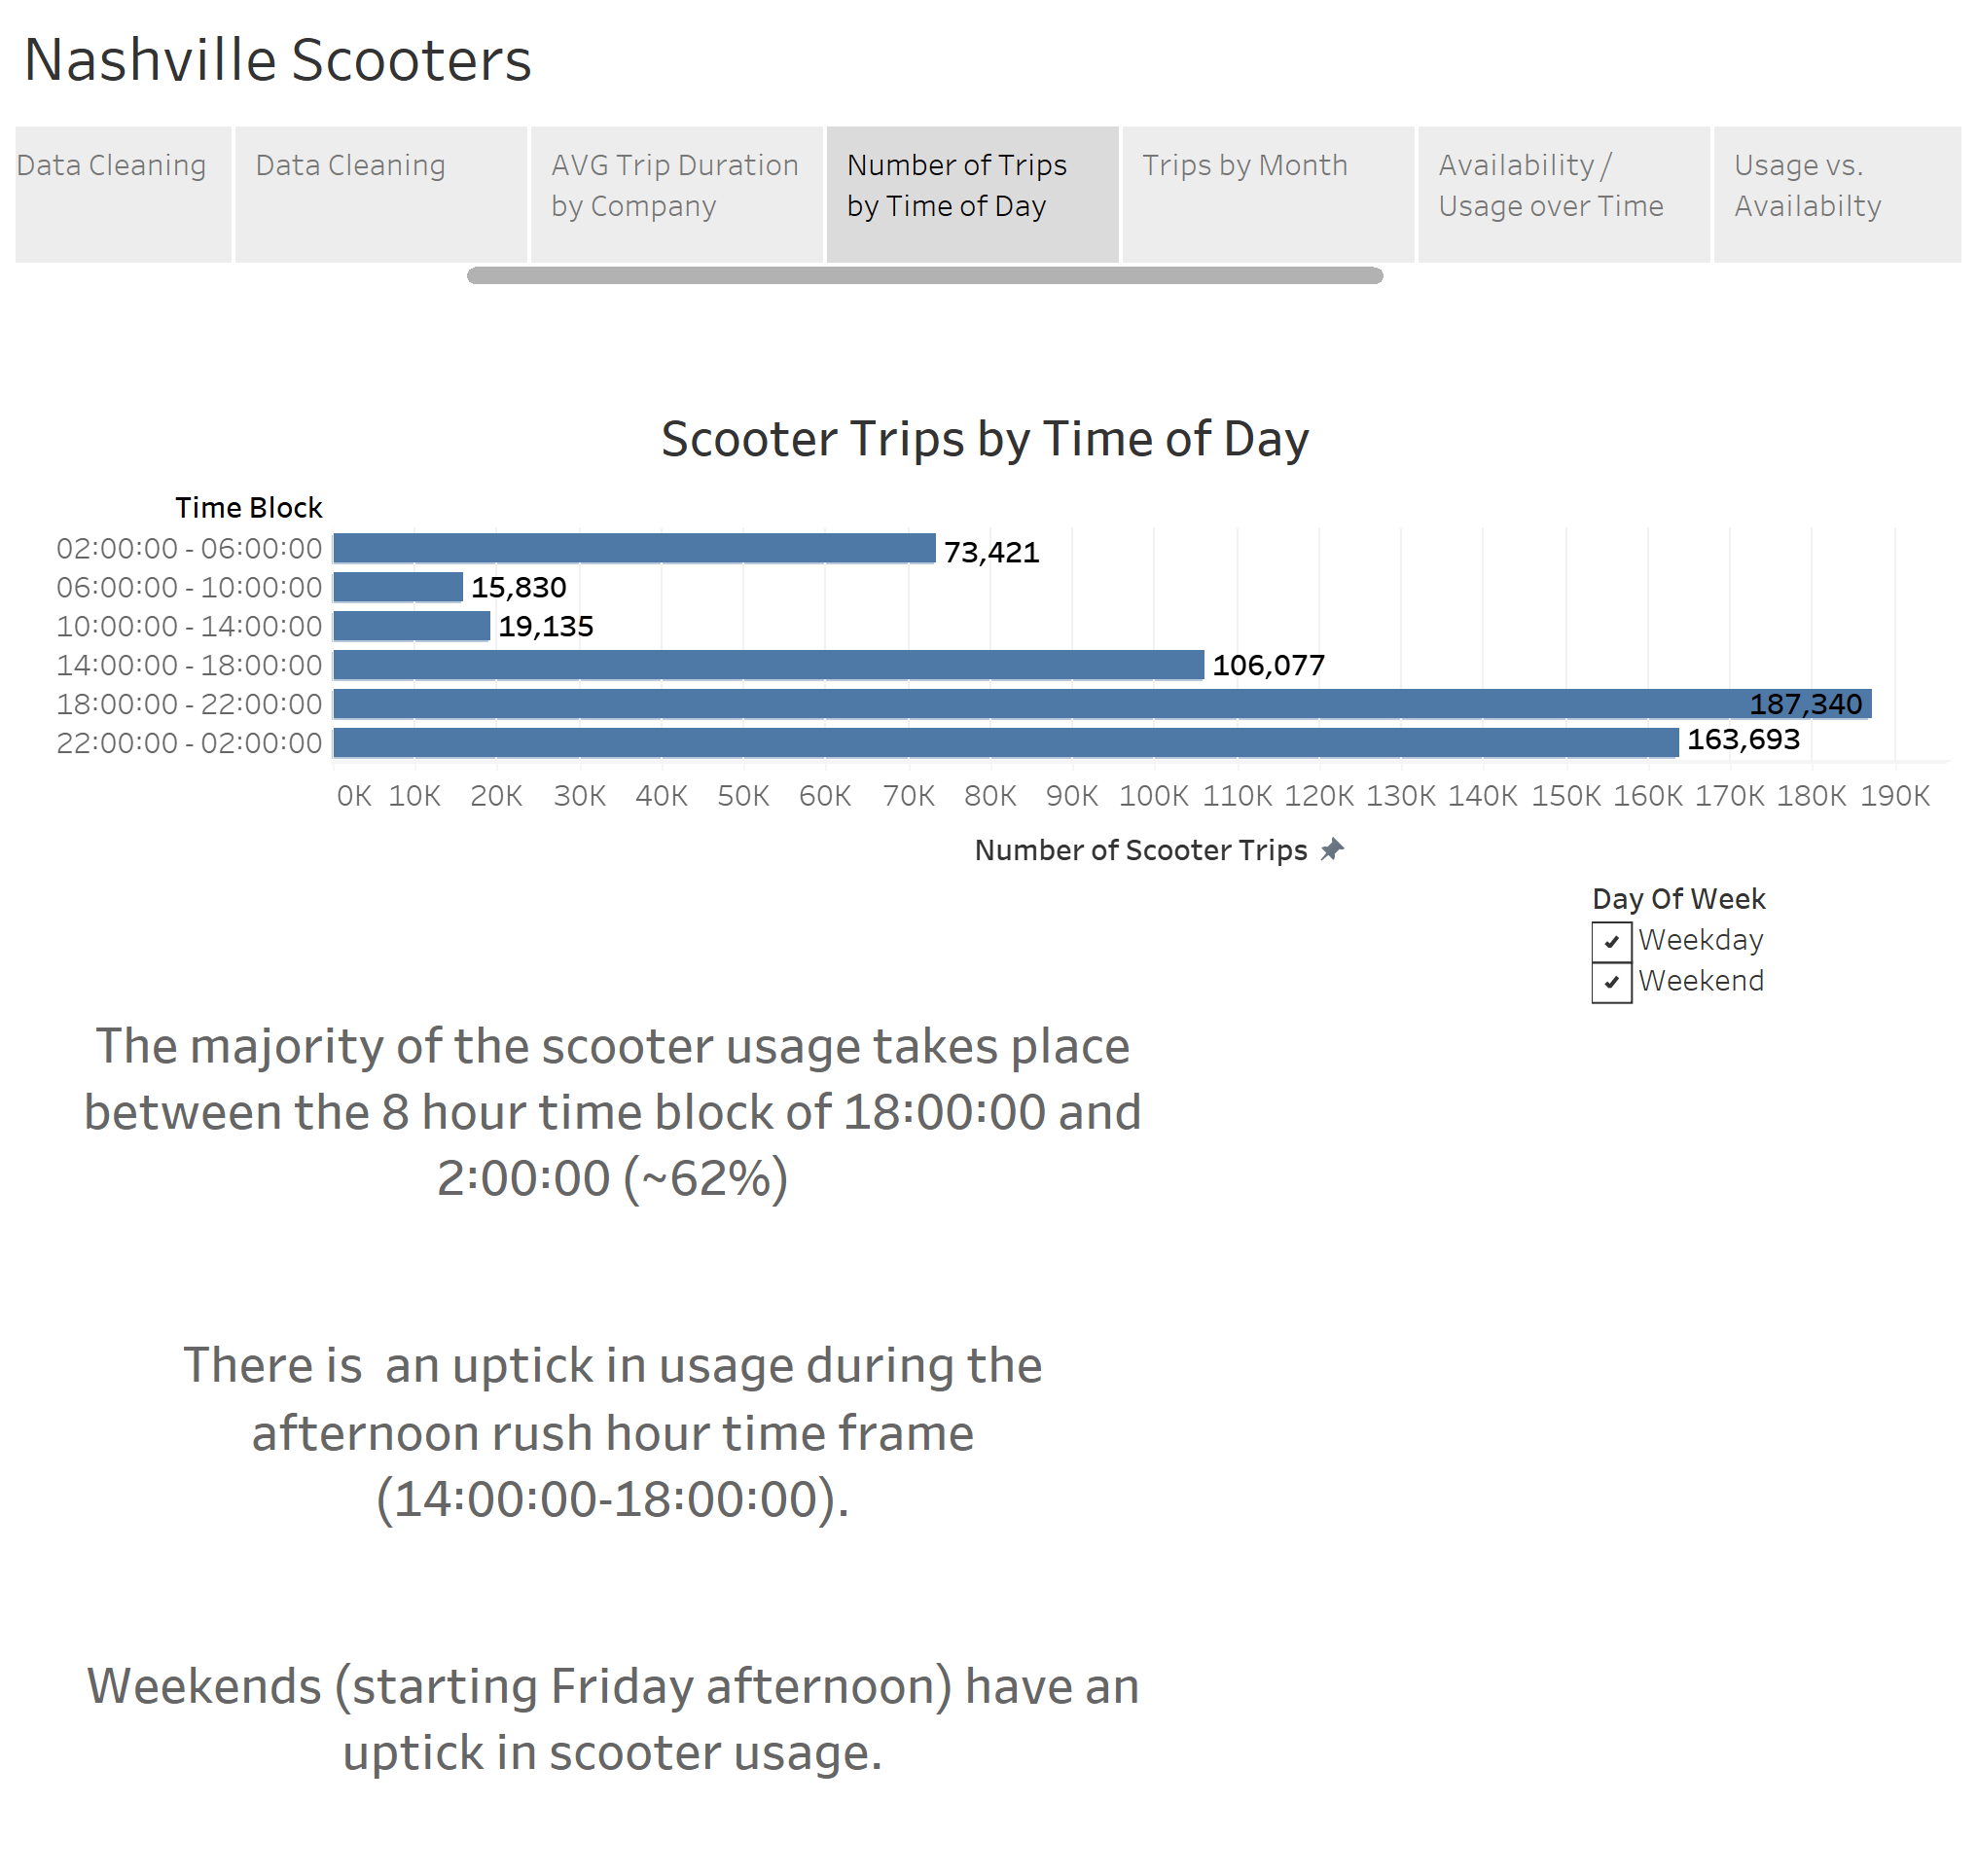 Nashville Scooters
Data Cleaning
Data Cleaning
AVG Trip Duration
by Company
Number of Trips
by Time of Day
Trips by Month
Availability /
Usage over Time
Usage vs.
Availabilty
Scooter Trips by Time of Day
Time Block
02:00:00 - 06:00:00 73,421
06:00:00 - 10:00:00 15,830
10:00:00 - 14:00:00 19,135
14:00:00 - 18:00:00 106,077
18:00:00 - 22:00:00 187,340
22:00:00 - 02:00:00 163,693
0K 10K 20K 30K 40K 50K 60K 70K 80K 90K 100K 110K 120K 130K 140K 150K 160K 170K 180K 190K
Number of Scooter Trips
Day Of Week
Weekday
Weekend
The majority of the scooter usage takes place
between the 8 hour time block of 18:00:00 and
2:00:00 (~62%)
There is  an uptick in usage during the
afternoon rush hour time frame
(14:00:00-18:00:00).
Weekends (starting Friday afternoon) have an
uptick in scooter usage.